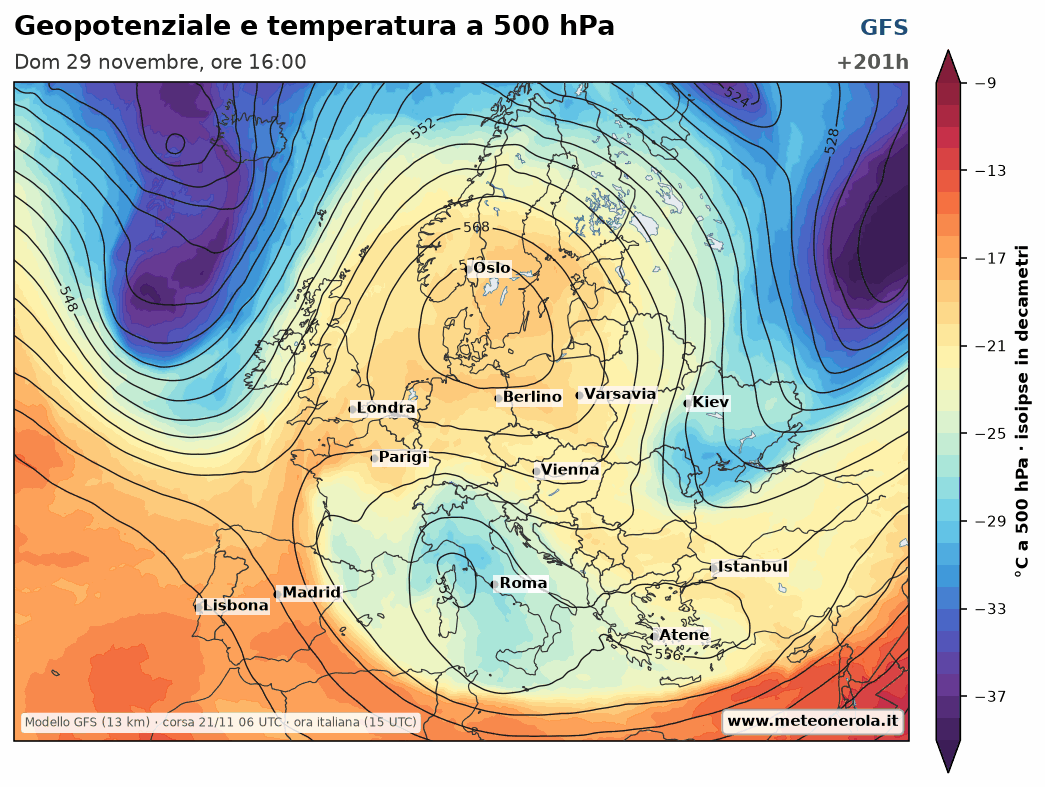 Geopotenziale e temperatura a 500 hPa
GFS
Dom 29 novembre, ore 16:00
+201h
552
524
528
568
548
Oslo
Berlino
Varsavia
Kiev
Londra
Parigi
Vienna
Istanbul
Roma
Madrid
Lisbona
Atene
556
Modello GFS (13 km) · corsa 21/11 06 UTC · ora italiana (15 UTC)
www.meteonerola.it
−9
−13
−17
−21
−25
−29
−33
−37
°C a 500 hPa · isoipse in decametri